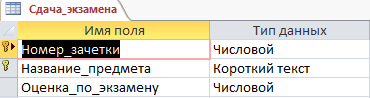 Сдача_экзамена
Имя поля Тип данных
Номер_зачетки Числовой
Название_предмета Короткий текст
Оценка_по_экзамену Числовой